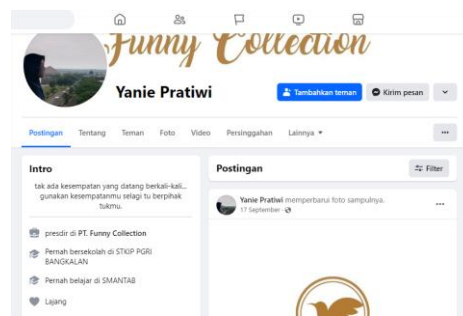 Funny Collection
Yanie Pratiwi
Tambahkan teman
Kirim pesan
Postingan Tentang Teman Foto Video Persinggahan Lainnya
Intro
tak ada kesempatan yang datang berkali-kali...
gunakan kesempatanmu selagi tu berpihak
tukmu.
presdir di PT. Funny Collection
Pernah bersekolah di STKIP PGRI
BANGKALAN
Pernah belajar di SMANTAB
Lajang
Postingan
Filter
Yanie Pratiwi memperbarui foto sampulnya.
17 September